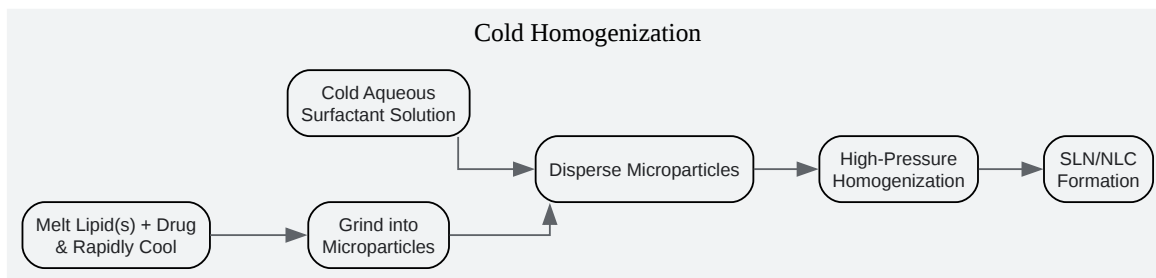 Cold Homogenization
Cold Aqueous
Surfactant Solution
Disperse Microparticles
High-Pressure
Homogenization
SLN/NLC
Formation
Melt Lipid(s) + Drug
& Rapidly Cool
Grind into
Microparticles